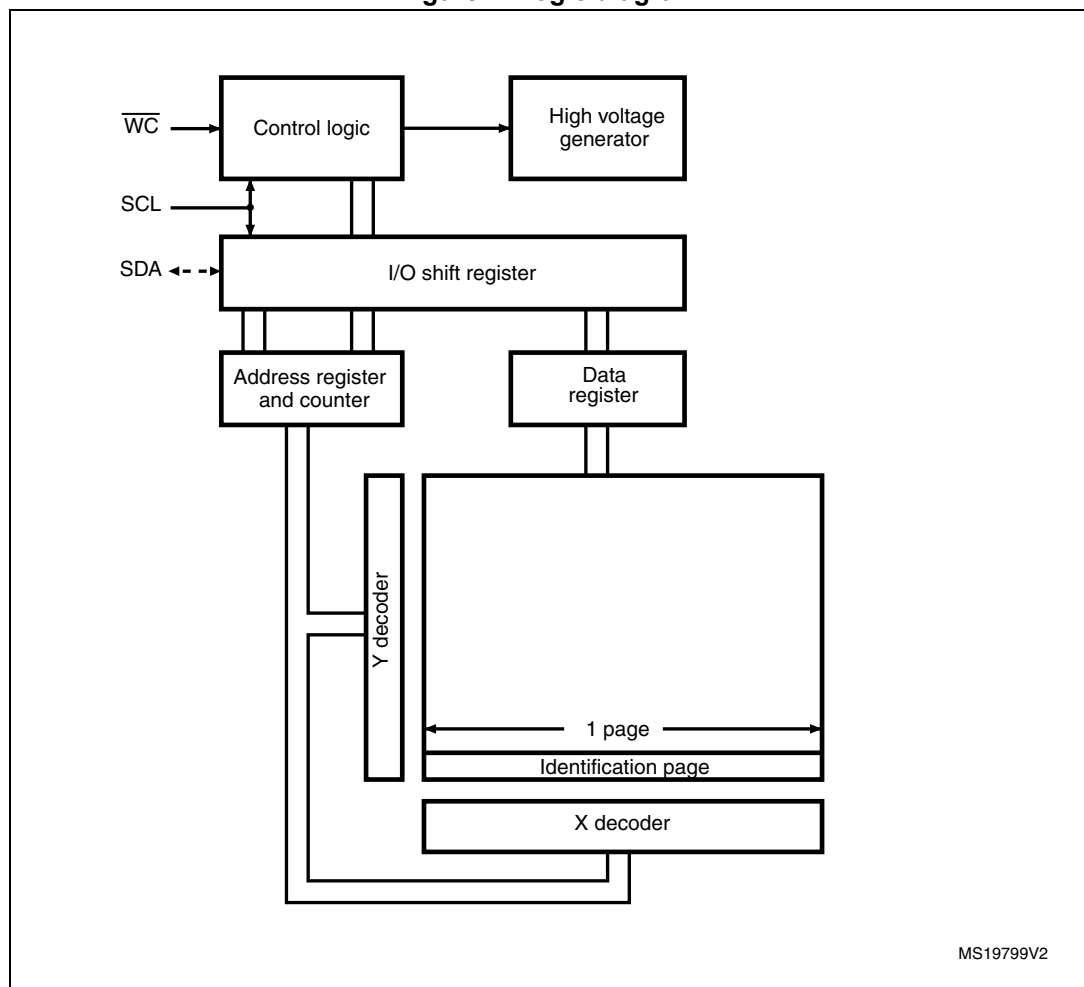 W̅C̅
Control logic
High voltage
generator
SCL
SDA
I/O shift register
Address register
and counter
Data
register
Y decoder
1 page
Identification page
X decoder
MS19799V2